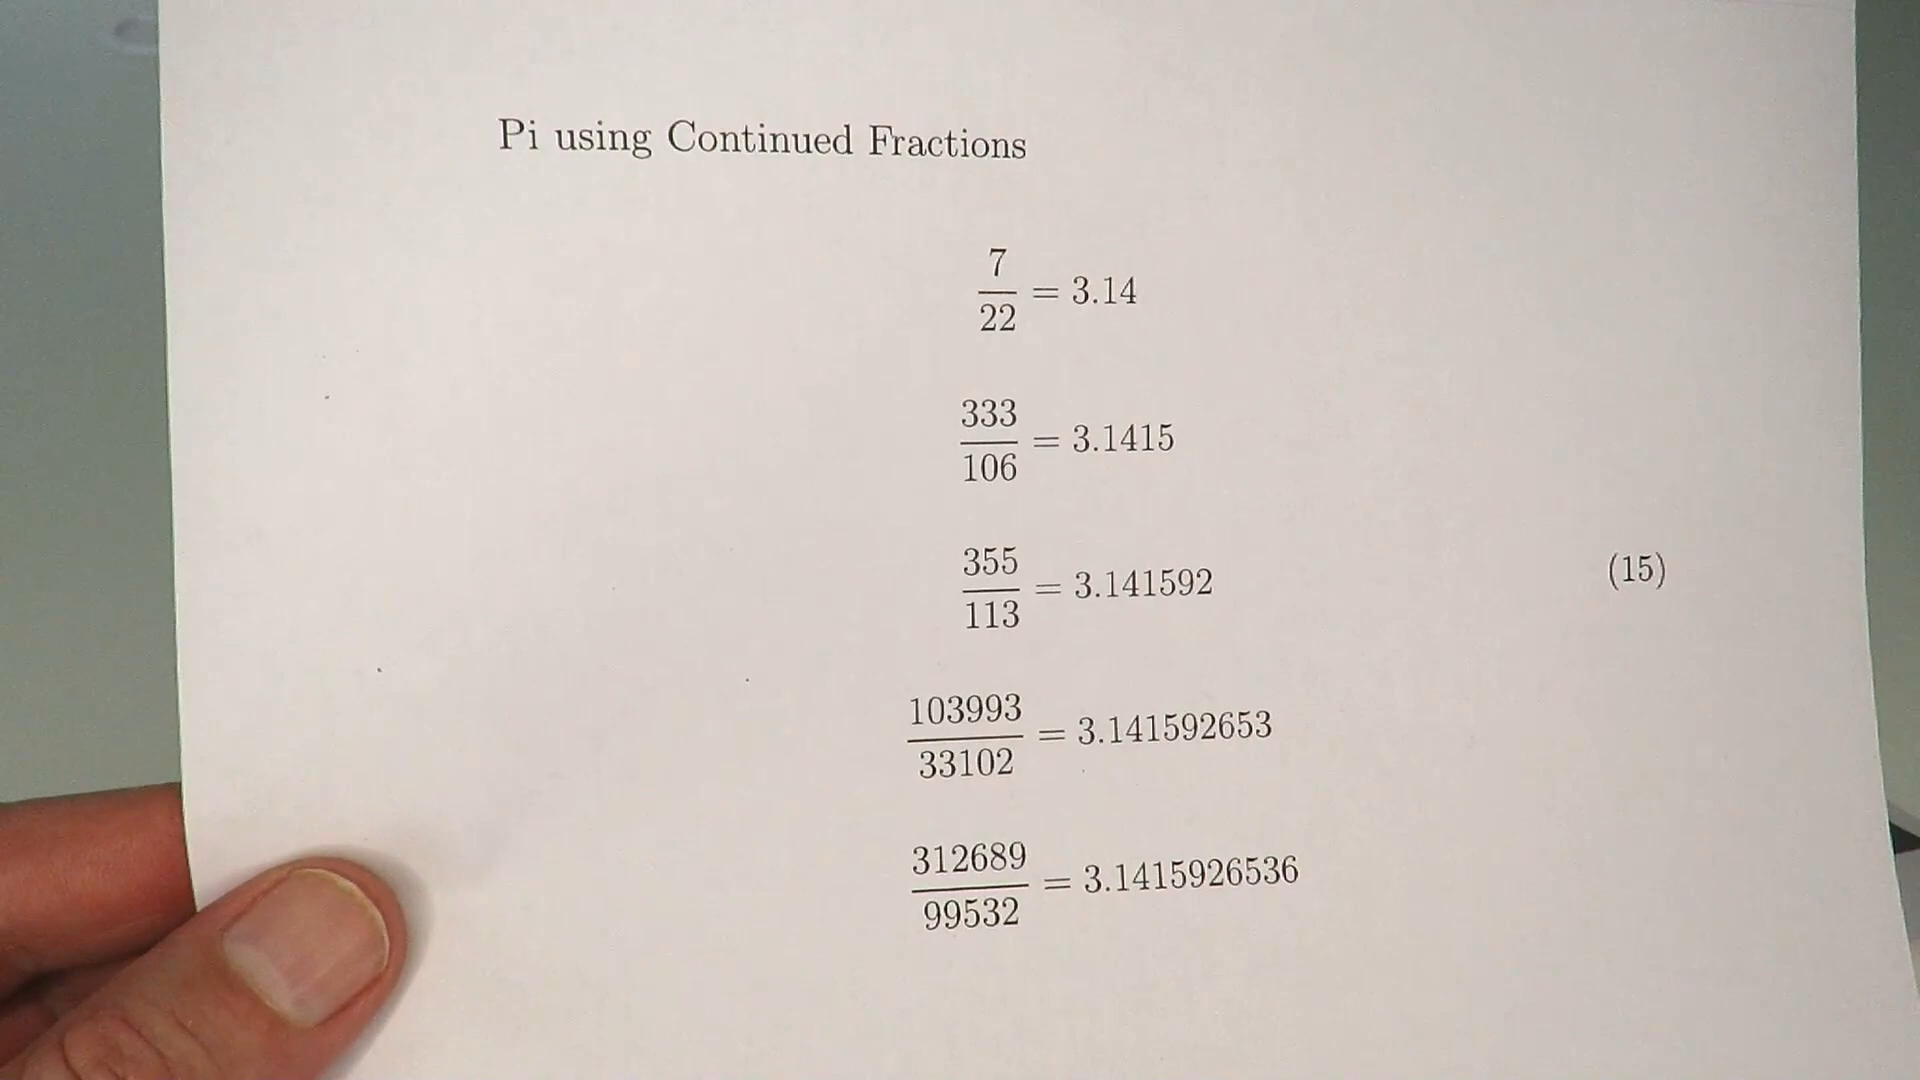 Pi using Continued Fractions
7/22 = 3.14
333/106 = 3.1415
355/113 = 3.141592 (15)
103993/33102 = 3.141592653
312689/99532 = 3.1415926536